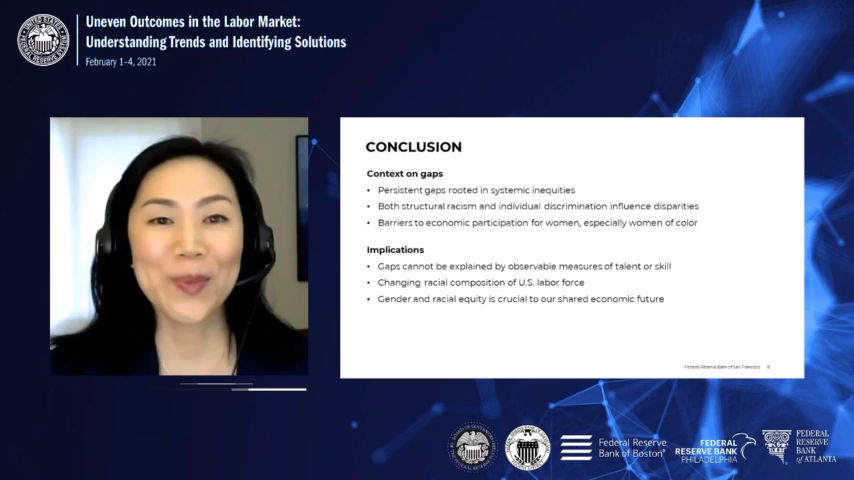 Uneven Outcomes in the Labor Market:
Understanding Trends and Identifying Solutions
February 1-4, 2021
CONCLUSION
Context on gaps
• Persistent gaps rooted in systemic inequities
• Both structural racism and individual discrimination influence disparities
• Barriers to economic participation for women, especially women of color
Implications
• Gaps cannot be explained by observable measures of talent or skill
• Changing racial composition of U.S. labor force
• Gender and racial equity is crucial to our shared economic future
Federal Reserve Bank of San Francisco
Federal Reserve
Bank of Boston®
FEDERAL
RESERVE BANK
PHILADELPHIA
FEDERAL
RESERVE
BANK
of ATLANTA